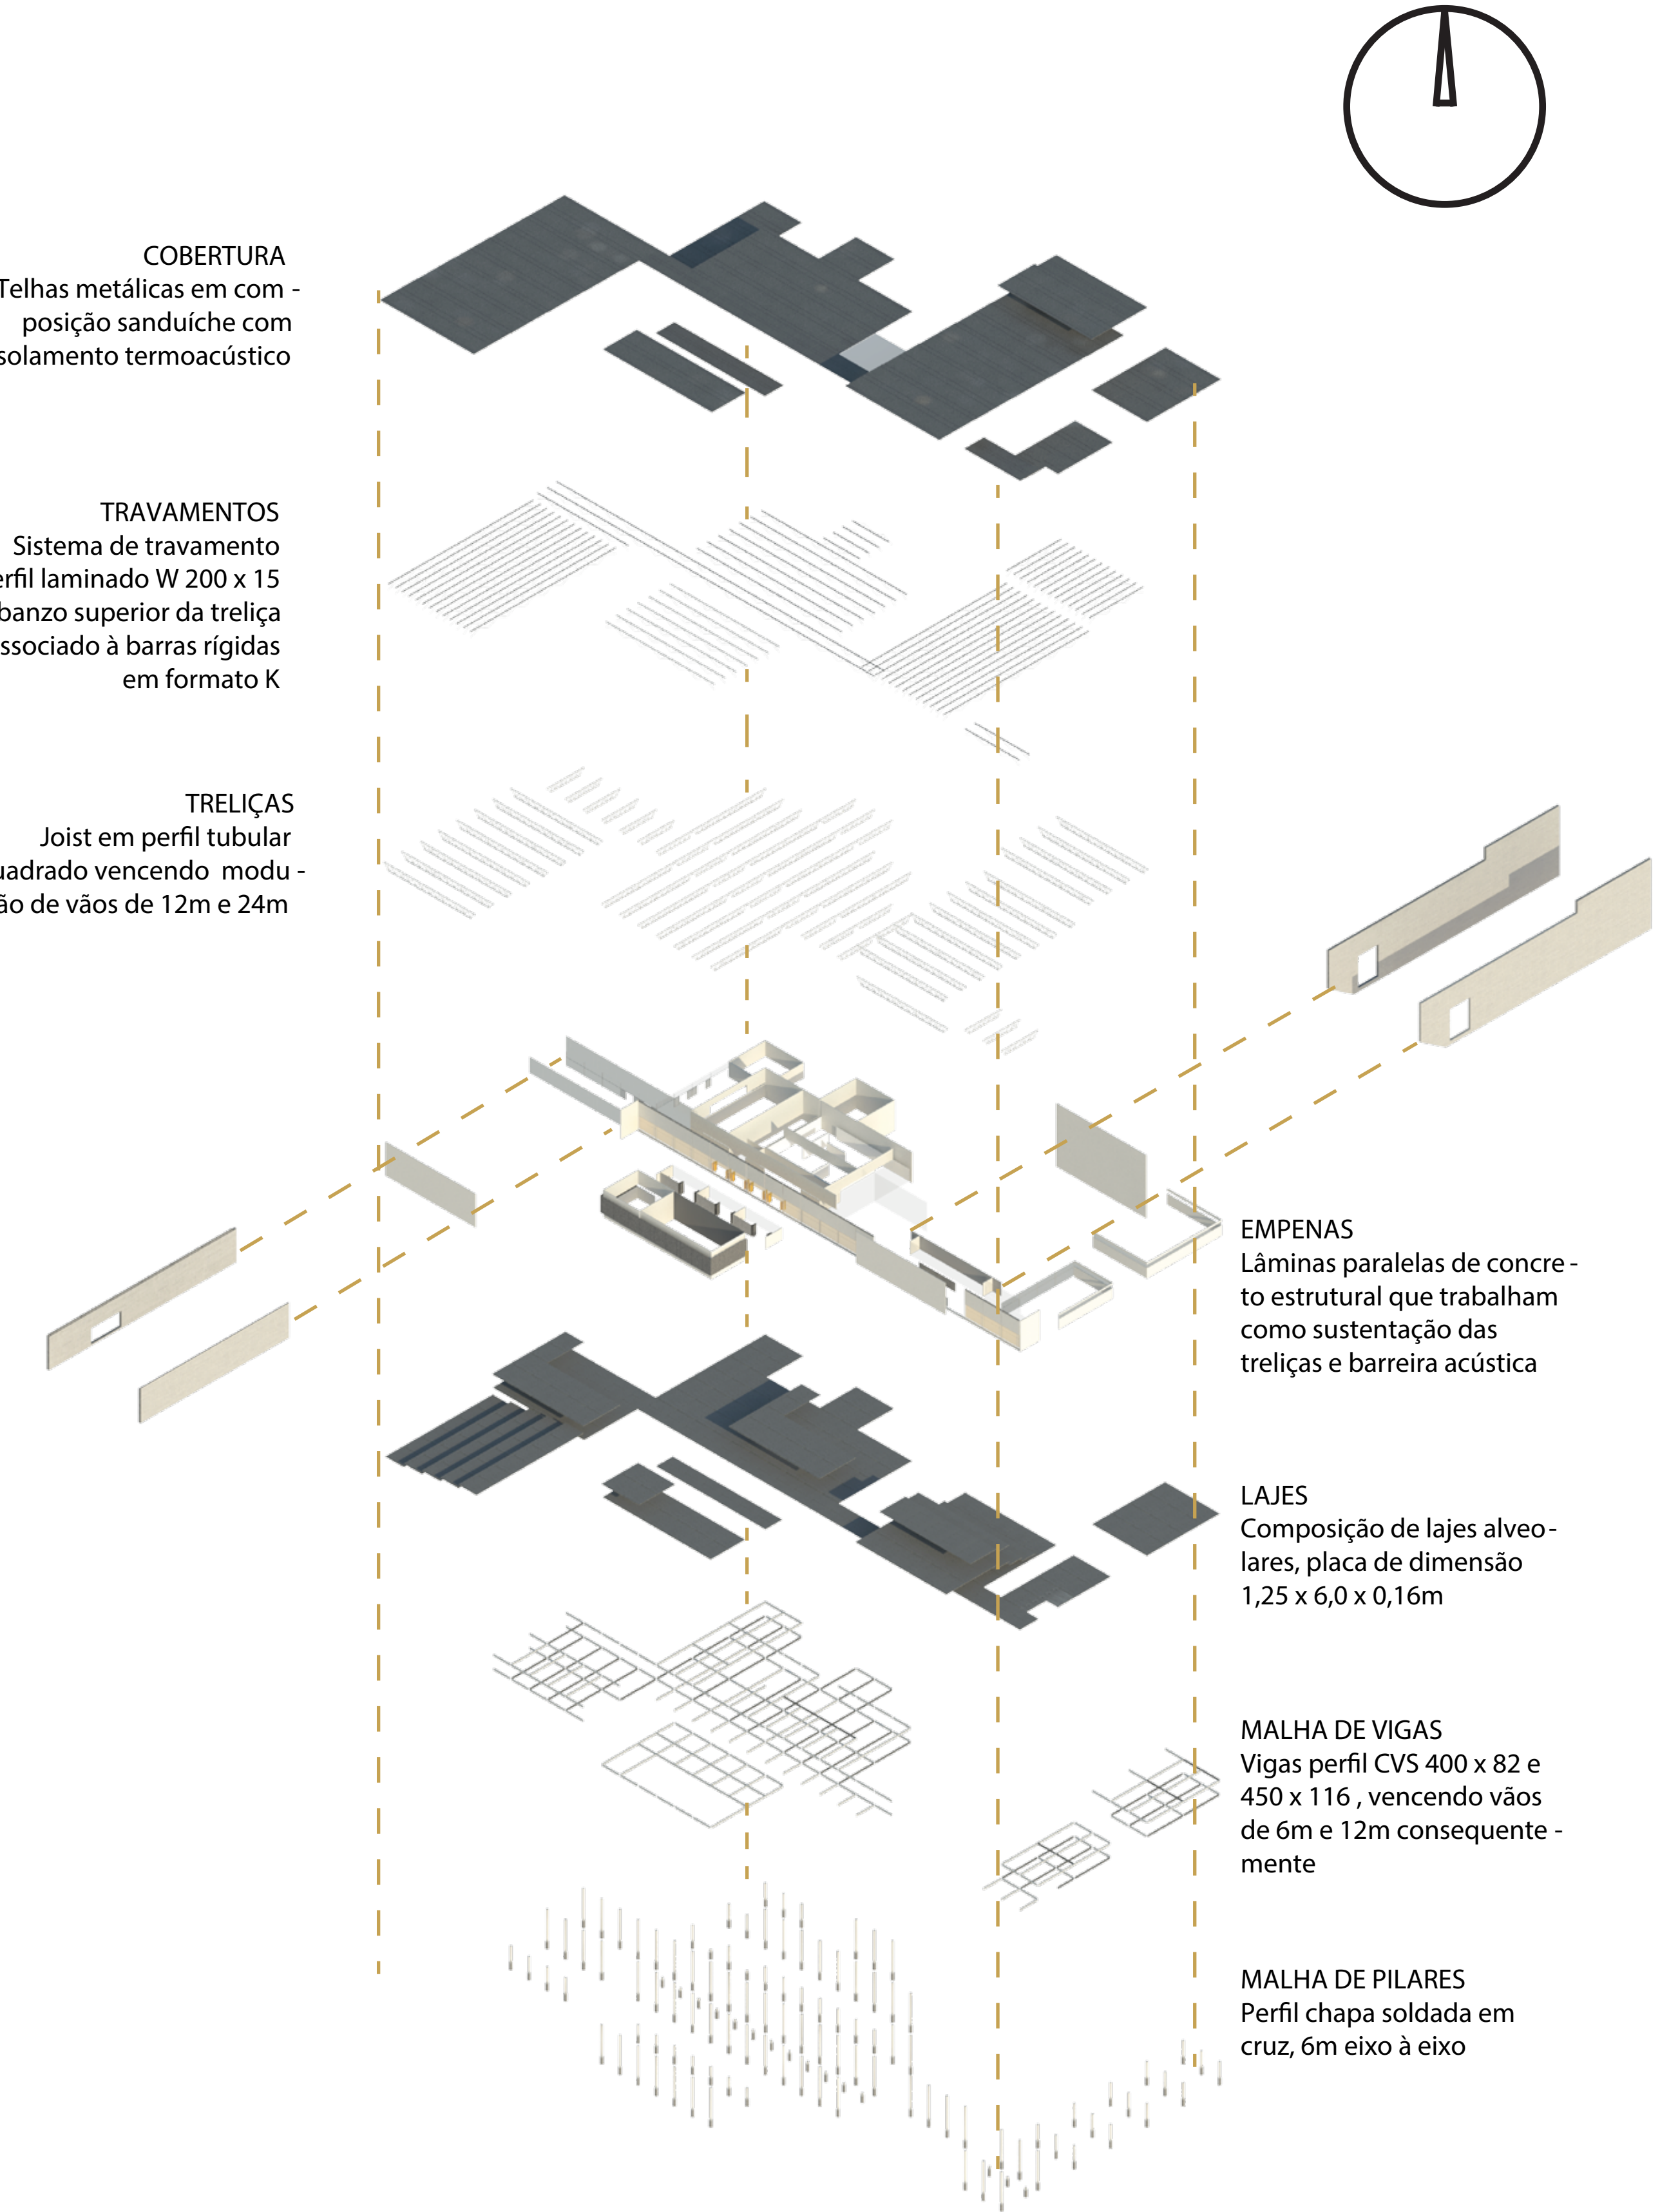 COBERTURA
Telhas metálicas em com -
posição sanduíche com
solamento termoacústico
TRAVAMENTOS
Sistema de travamento
erfil laminado W 200 x 15
banzo superior da treliça
ssociado à barras rígidas
em formato K
TRELIÇAS
Joist em perfil tubular
uadrado vencendo modu -
ão de vãos de 12m e 24m
EMPENAS
Lâminas paralelas de concre -
to estrutural que trabalham
como sustentação das
treliças e barreira acústica
LAJES
Composição de lajes alveo -
lares, placa de dimensão
1,25 x 6,0 x 0,16m
MALHA DE VIGAS
Vigas perfil CVS 400 x 82 e
450 x 116 , vencendo vãos
de 6m e 12m consequente -
mente
MALHA DE PILARES
Perfil chapa soldada em
cruz, 6m eixo à eixo